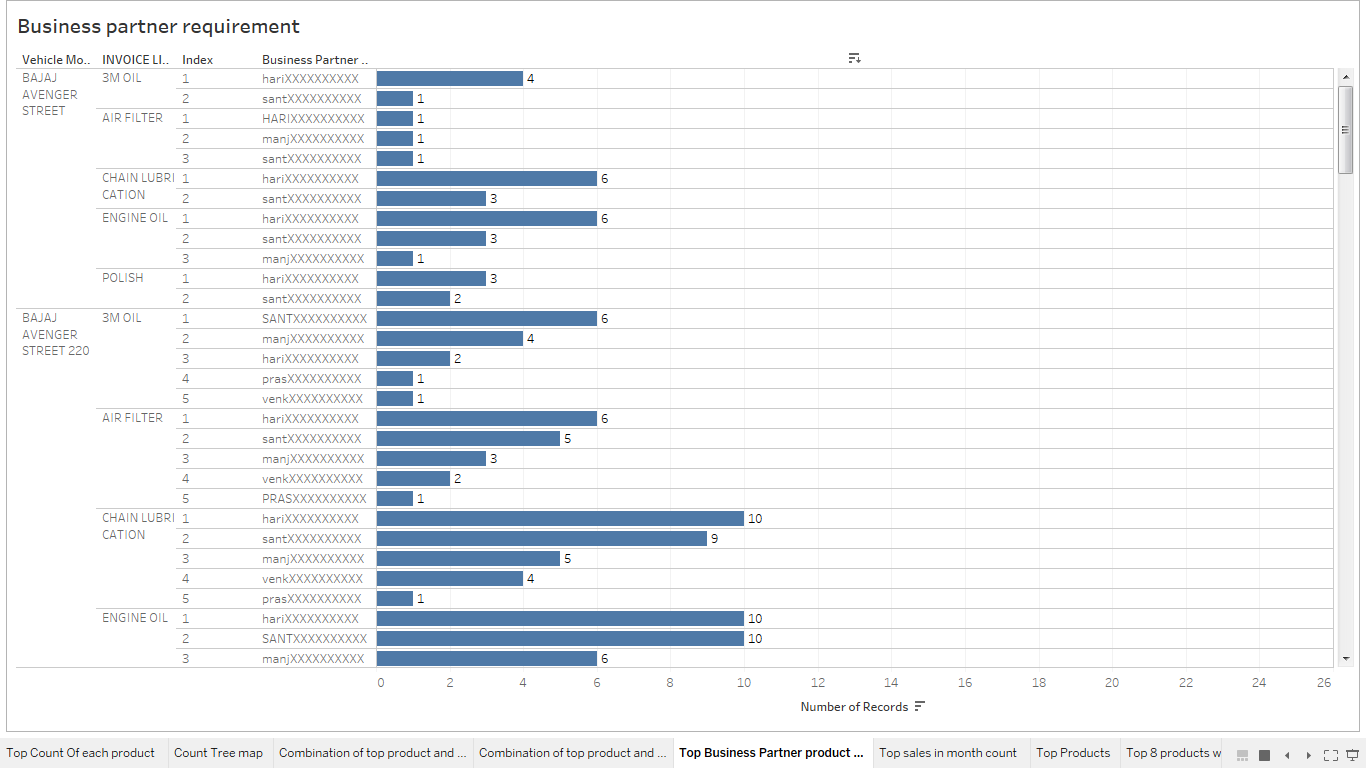 Business partner requirement
Vehicle Mo.. INVOICE LI.. Index Business Partner ..
BAJAJ 3M OIL 1 hariXXXXXXXXXX 4
AVENGER 2 santXXXXXXXXXX 1
STREET AIR FILTER 1 HARIXXXXXXXXXX 1
2 manjXXXXXXXXXX 1
3 santXXXXXXXXXX 1
CHAIN LUBRI 1 hariXXXXXXXXXX 6
CATION 2 santXXXXXXXXXX 3
ENGINE OIL 1 hariXXXXXXXXXX 6
2 santXXXXXXXXXX 3
3 manjXXXXXXXXXX 1
POLISH 1 hariXXXXXXXXXX 3
2 santXXXXXXXXXX 2
BAJAJ 3M OIL 1 SANTXXXXXXXXXX 6
AVENGER 2 manjXXXXXXXXXX 4
STREET 220 3 hariXXXXXXXXXX 2
4 prasXXXXXXXXXX 1
5 venkXXXXXXXXXX 1
AIR FILTER 1 hariXXXXXXXXXX 6
2 santXXXXXXXXXX 5
3 manjXXXXXXXXXX 3
4 venkXXXXXXXXXX 2
5 PRASXXXXXXXXXX 1
CHAIN LUBRI 1 hariXXXXXXXXXX 10
CATION 2 santXXXXXXXXXX 9
3 manjXXXXXXXXXX 5
4 venkXXXXXXXXXX 4
5 prasXXXXXXXXXX 1
ENGINE OIL 1 hariXXXXXXXXXX 10
2 SANTXXXXXXXXXX 10
3 manjXXXXXXXXXX 6
0 2 4 6 8 10 12 14 16 18 20 22 24 26
Number of Records
Top Count Of each product Count Tree map Combination of top product and ... Combination of top product and ... Top Business Partner product ... Top sales in month count Top Products Top 8 products w